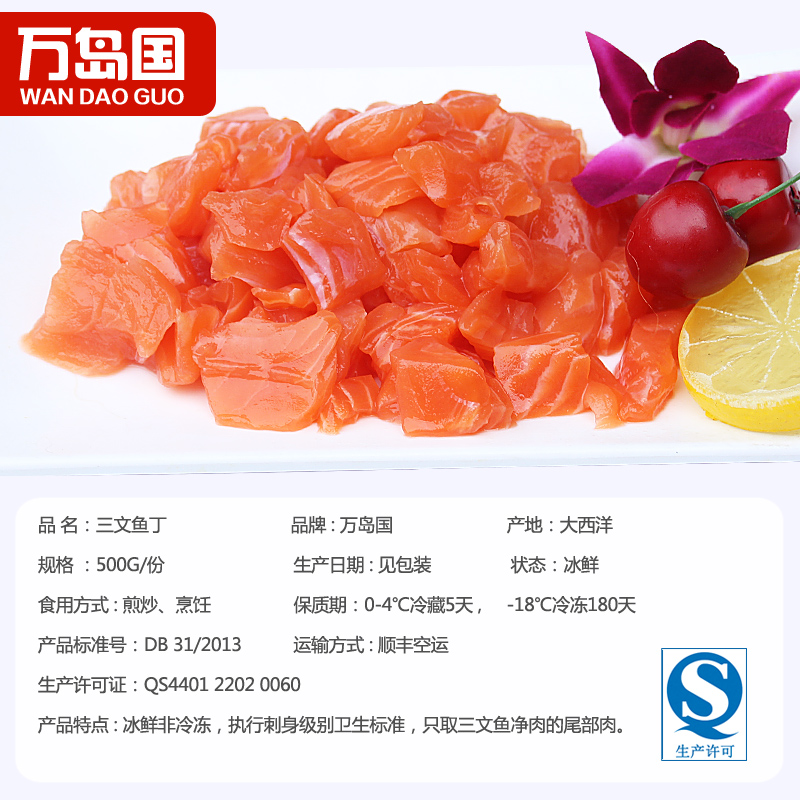 万岛国
WAN DAO GUO
品 名：三文鱼丁 品牌 : 万岛国 产地：大西洋
规格 ：500G/份 生产日期 : 见包装 状态：冰鲜
食用方式 : 煎炒、烹饪 保质期：0-4℃冷藏5天， -18℃冷冻180天
产品标准号：DB 31/2013 运输方式 : 顺丰空运
生产许可证：QS4401 2202 0060
产品特点 : 冰鲜非冷冻，执行刺身级别卫生标准，只取三文鱼净肉的尾部肉。
生产许可